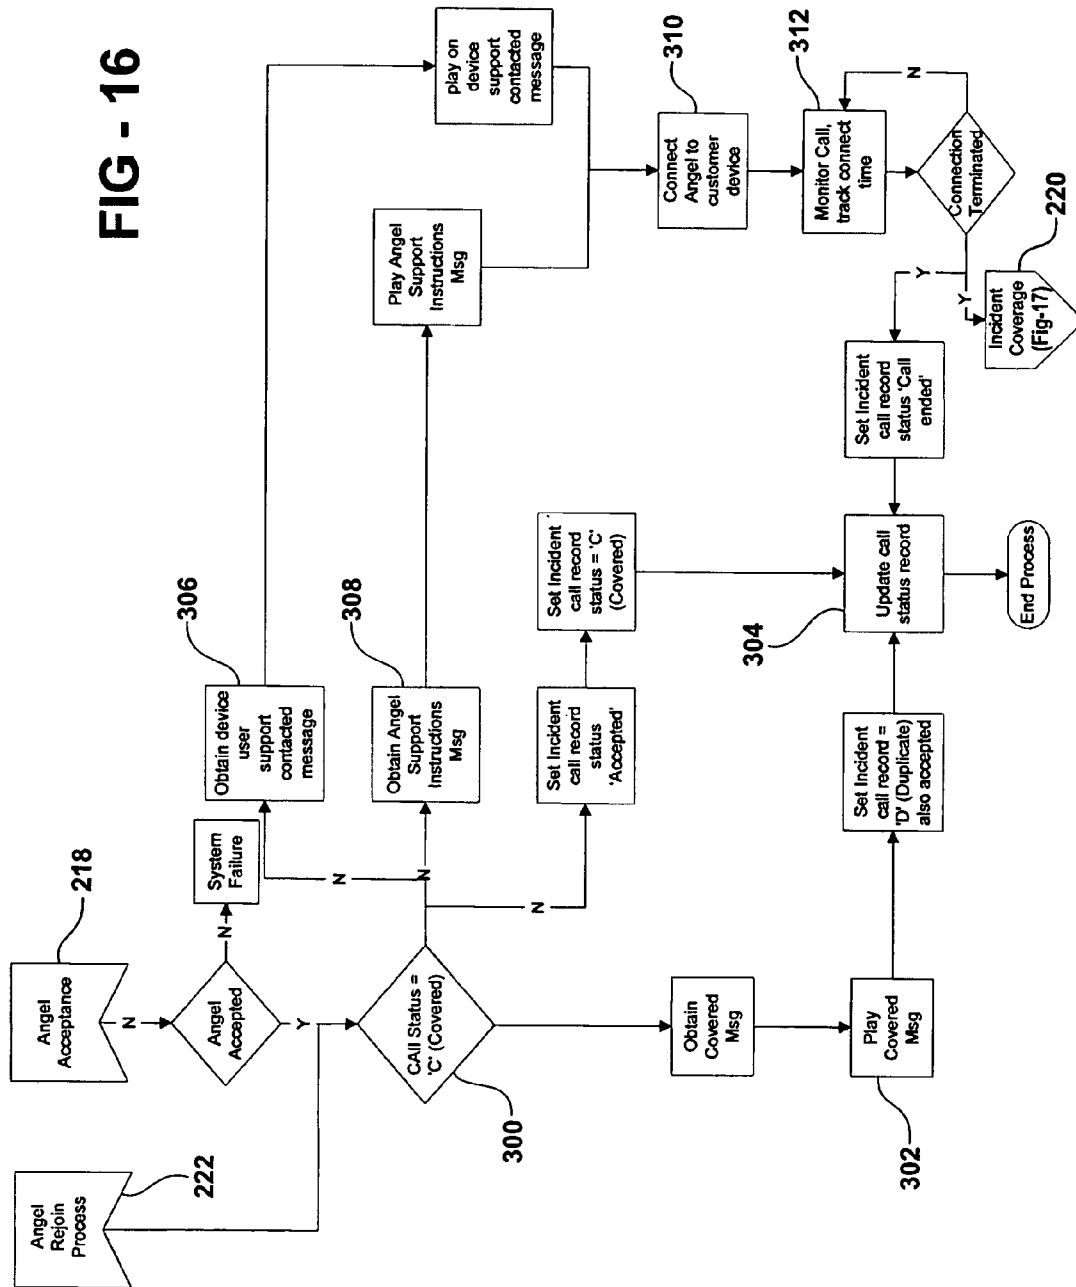 FIG - 16
Angel
Rejoin
Process
222
Angel
Acceptance
218
N
Angel
Accepted
N
System
Failure
Y
CAll Status =
'C' (Covered)
300
N
N
N
Obtain device
user
support
contacted
message
306
Obtain Angel
Support
Instructions
Msg
308
Set Incident
call record
status
'Accepted'
Set Incident
call record
status = 'C'
(Covered)
Obtain
Covered
Msg
Play
Covered
Msg
302
Set Incident
call record =
'D' (Duplicate)
also accepted
Update call
status record
304
End Process
play on
device
support
contacted
message
Play Angel
Support
Instructions
Msg
Connect
Angel to
customer
device
310
Monitor Call,
track connect
time
312
Connection
Terminated
N
Y
Y
Set Incident
call record
status 'Call
ended'
Incident
Coverage
(Fig-17)
220